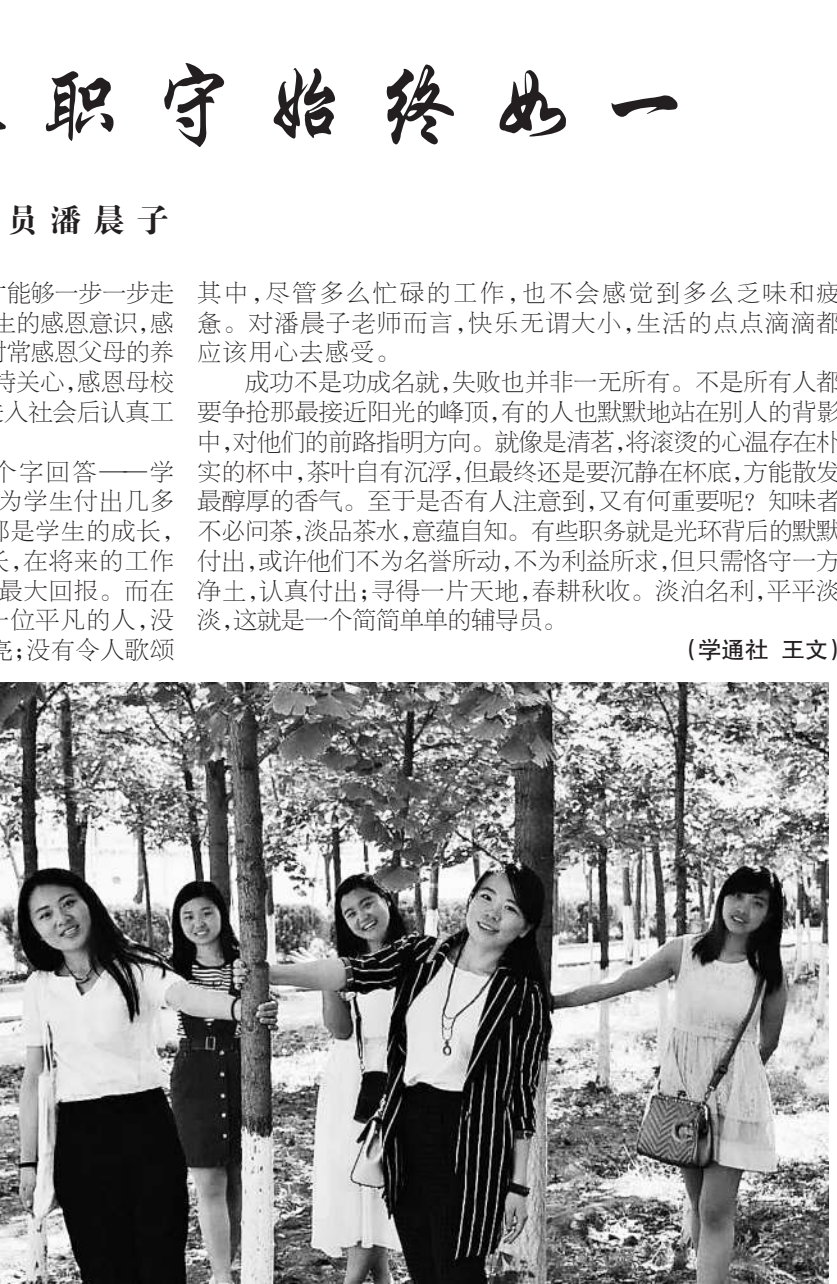 职守始终如一
员潘晨子
能够一步一步走
生的感恩意识,感
常感恩父母的养
关心,感恩母校
入社会后认真工
个字回答——学
为学生付出几多
都是学生的成长,
,在将来的工作
最大回报。而在
一位平凡的人,没
亮;没有令人歌颂
其中,尽管多么忙碌的工作,也不会感觉到多么乏味和疲
惫。对潘晨子老师而言,快乐无谓大小,生活的点点滴滴都
应该用心去感受。
成功不是功成名就,失败也并非一无所有。不是所有人都
要争抢那最接近阳光的峰顶,有的人也默默地站在别人的背影
中,对他们的前路指明方向。就像是清茗,将滚烫的心温存在朴
实的杯中,茶叶自有沉浮,但最终还是要沉静在杯底,方能散发
最醇厚的香气。至于是否有人注意到,又有何重要呢？知味者
不必问茶,淡品茶水,意蕴自知。有些职务就是光环背后的默默
付出,或许他们不为名誉所动,不为利益所求,但只需恪守一方
净土,认真付出;寻得一片天地,春耕秋收。淡泊名利,平平淡
淡,这就是一个简简单单的辅导员。
(学通社 王文)